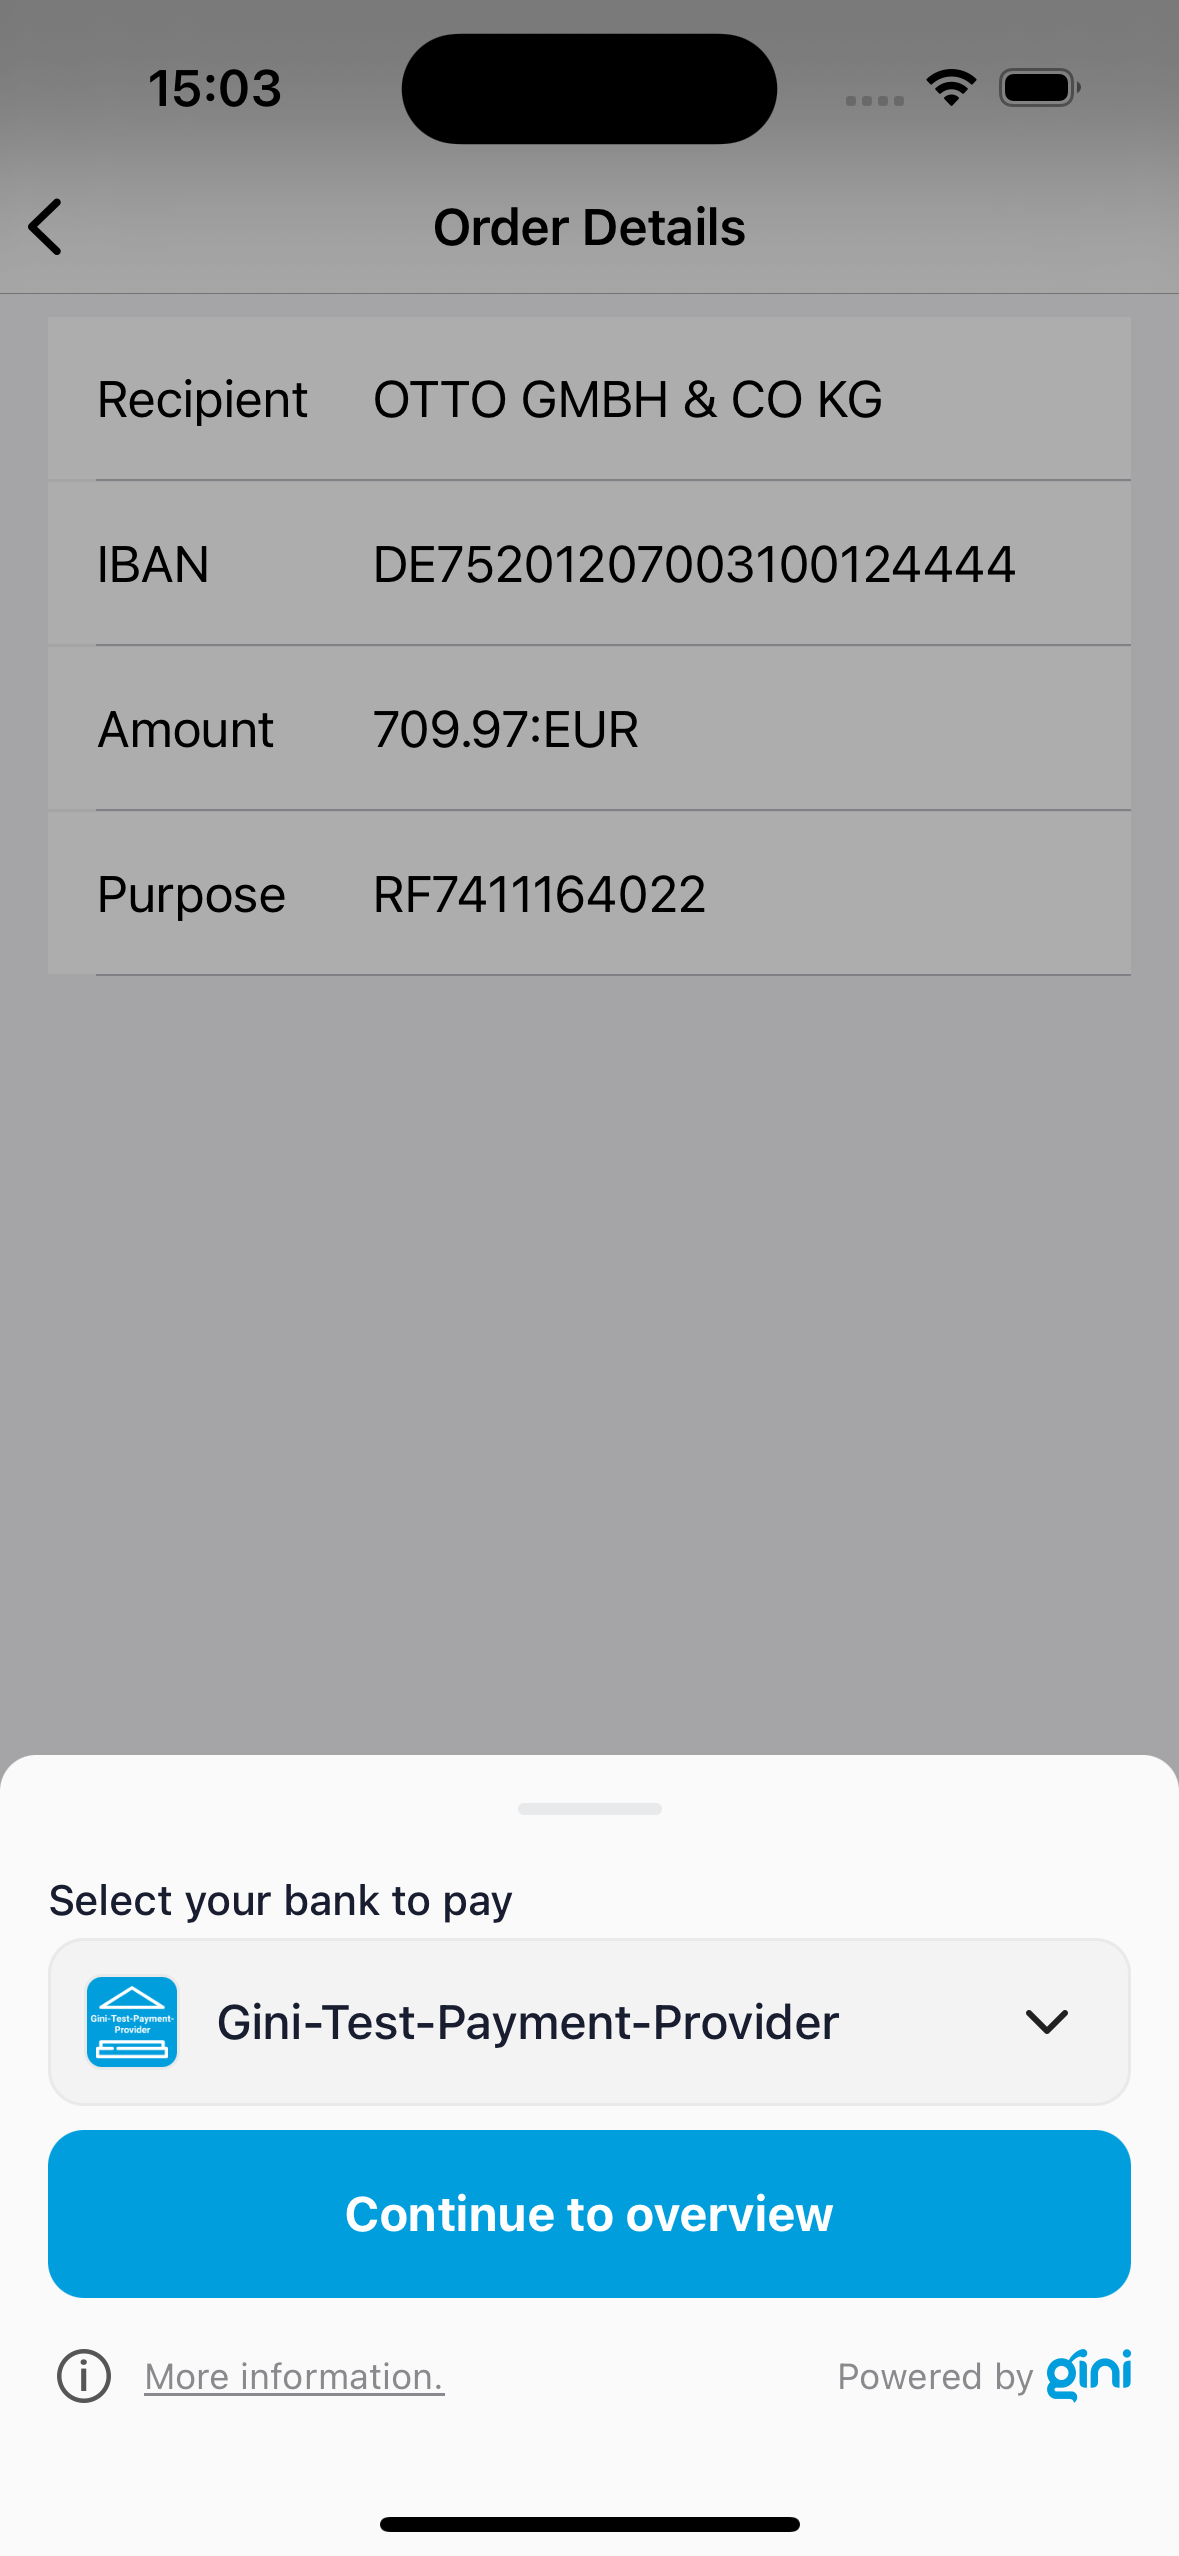 15:03
Order Details
Recipient OTTO GMBH & CO KG
IBAN DE75201207003100124444
Amount 709.97:EUR
Purpose RF7411164022
Select your bank to pay
Gini-Test-Payment-
Provider
Gini-Test-Payment-Provider
Continue to overview
More information.
Powered by gini